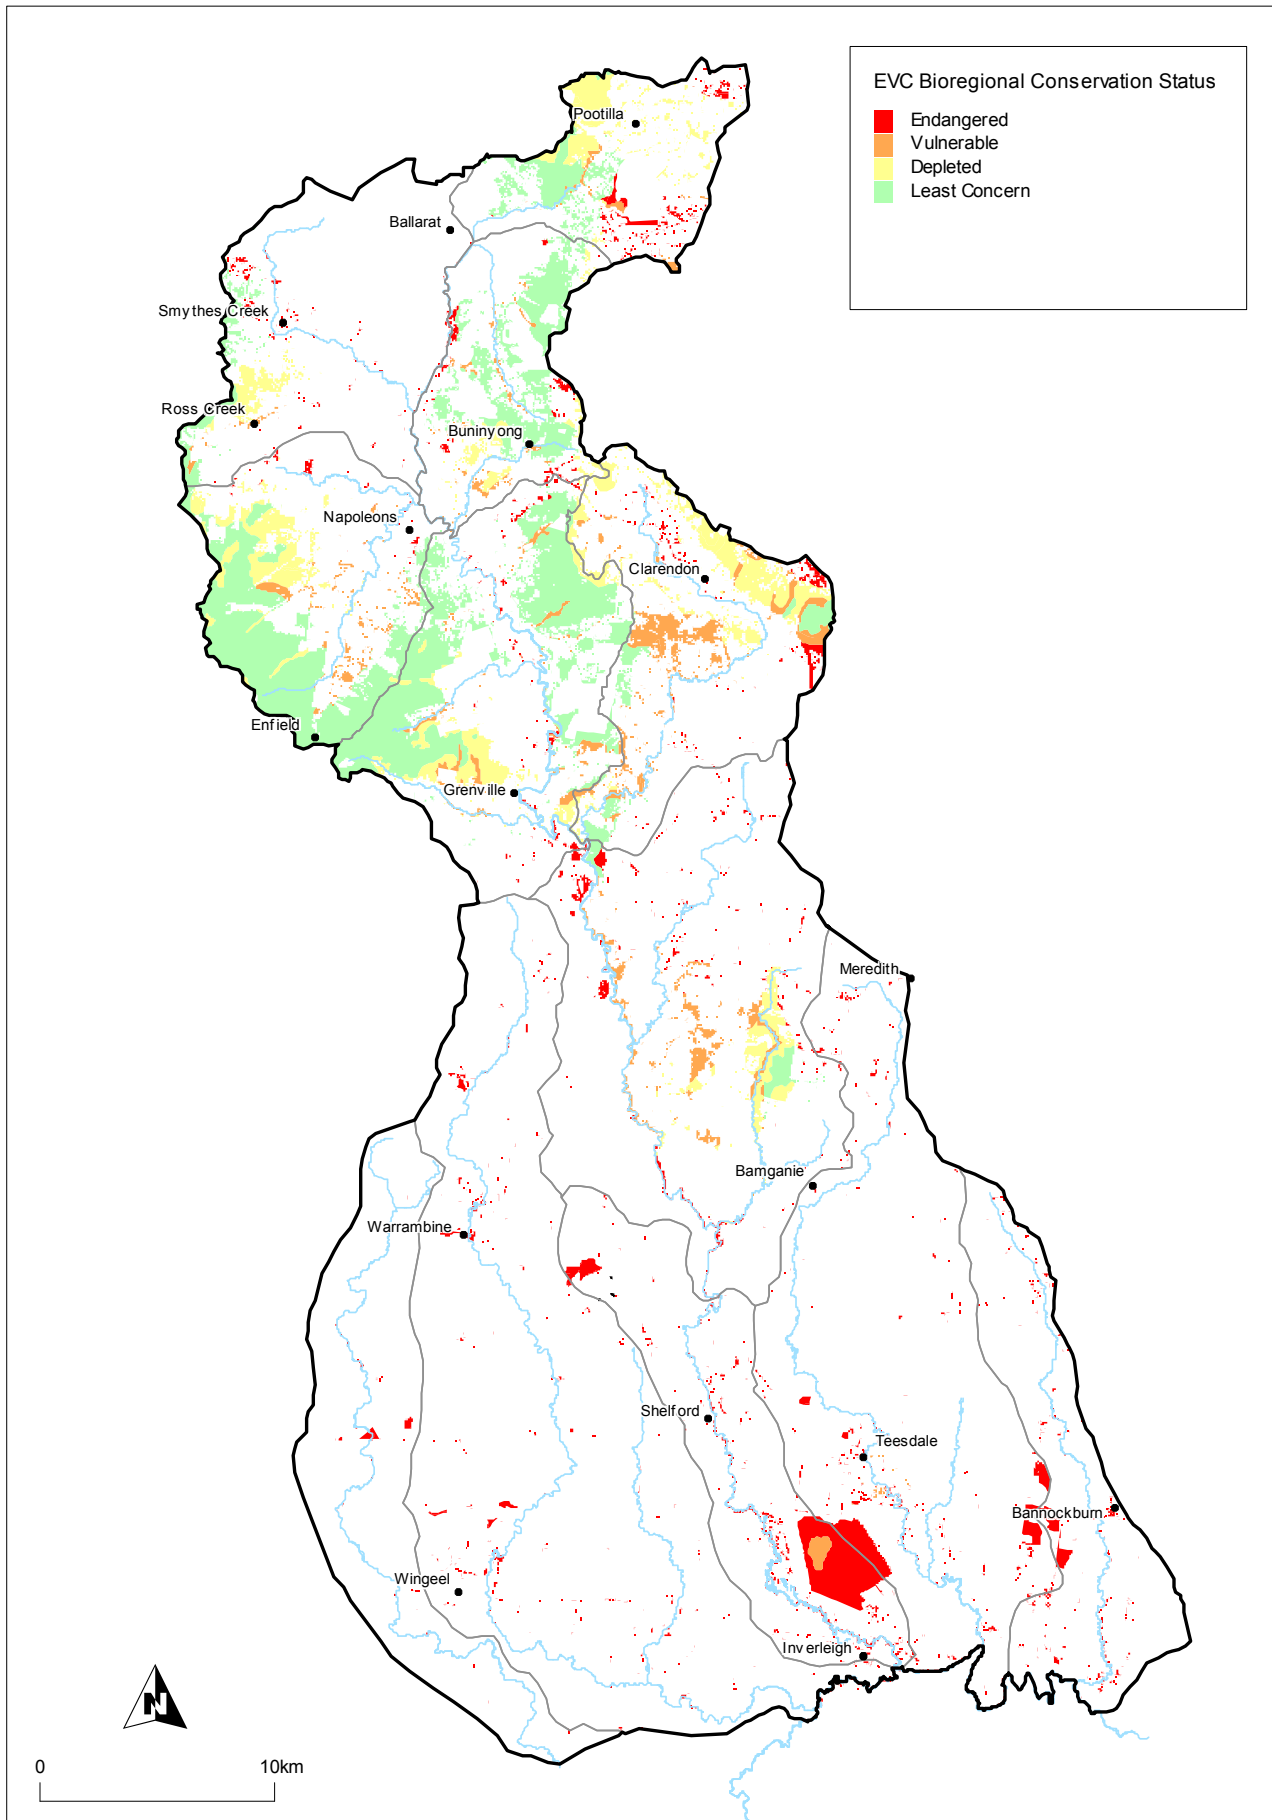 EVC Bioregional Conservation Status
Endangered
Vulnerable
Depleted
Least Concern
Pootilla
Ballarat
Smythes Creek
Ross Creek
Buninyong
Napoleons
Clarendon
Enfield
Grenville
Meredith
Bamganie
Warrambine
Shelford
Teesdale
Bannockburn
Wingeel
Inverleigh
N
0 10km